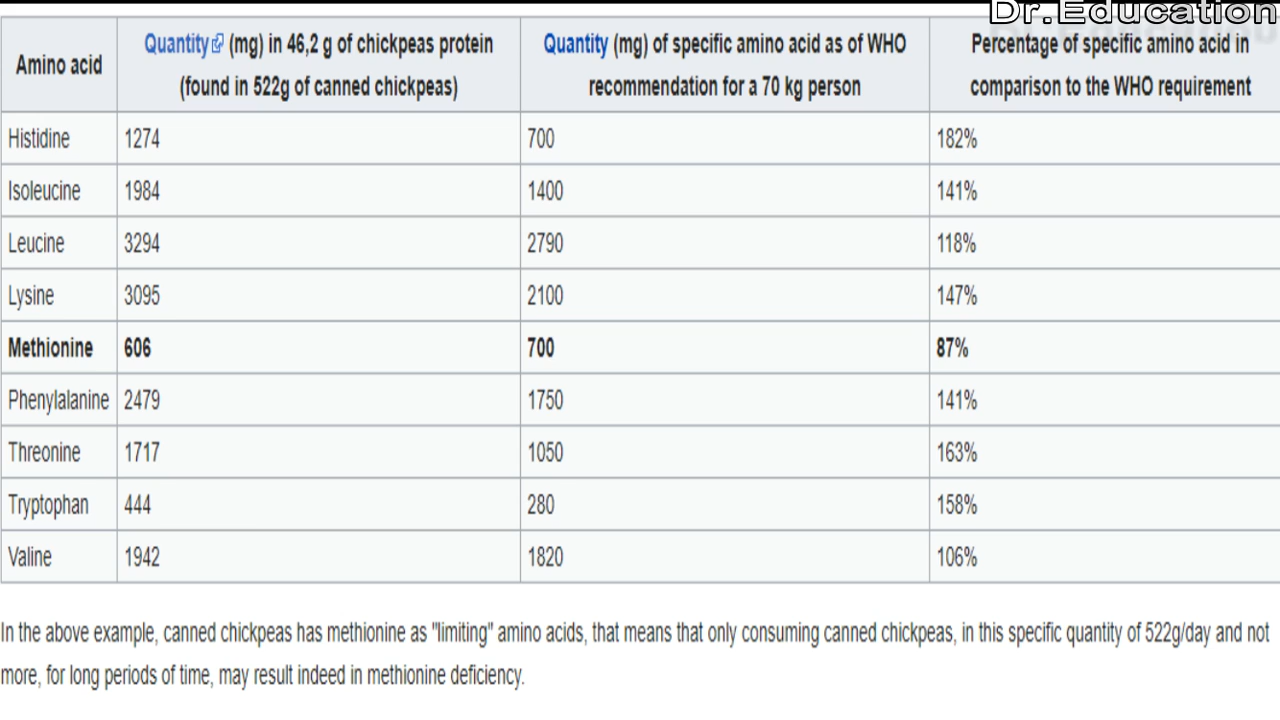 Dr.Education
Amino acid
Quantity (mg) in 46,2 g of chickpeas protein
(found in 522g of canned chickpeas)
Quantity (mg) of specific amino acid as of WHO
recommendation for a 70 kg person
Percentage of specific amino acid in
comparison to the WHO requirement
Histidine 1274 700 182%
Isoleucine 1984 1400 141%
Leucine 3294 2790 118%
Lysine 3095 2100 147%
Methionine 606 700 87%
Phenylalanine 2479 1750 141%
Threonine 1717 1050 163%
Tryptophan 444 280 158%
Valine 1942 1820 106%
In the above example, canned chickpeas has methionine as "limiting" amino acids, that means that only consuming canned chickpeas, in this specific quantity of 522g/day and not
more, for long periods of time, may result indeed in methionine deficiency.